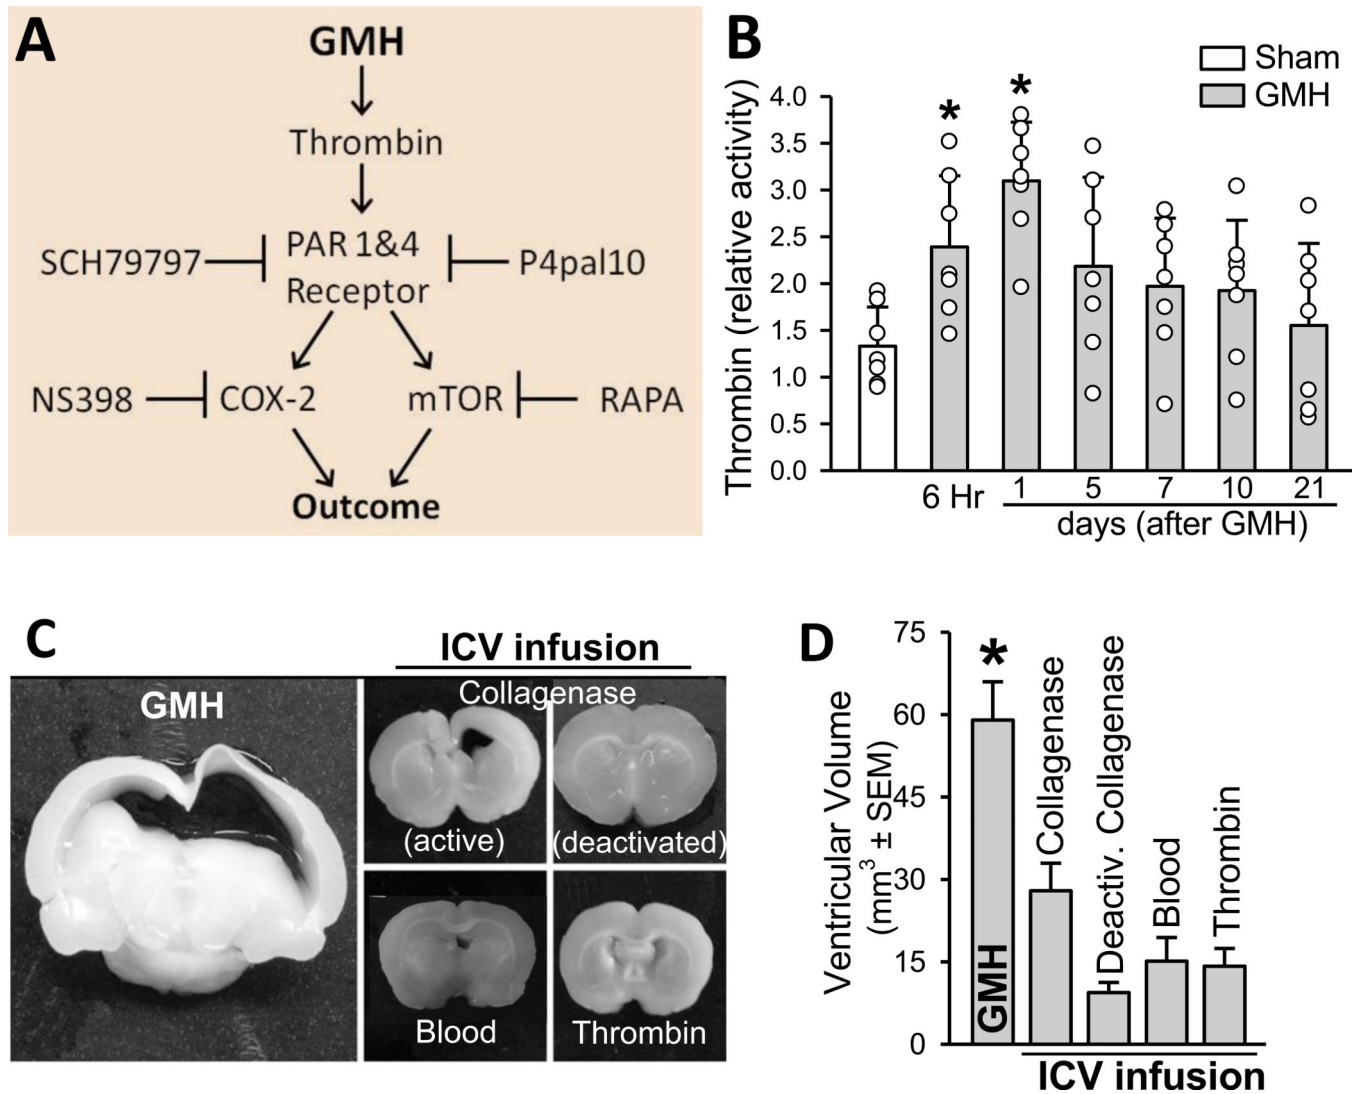 A
GMH
Thrombin
SCH79797
PAR 1&4
Receptor
P4pal10
NS398
COX-2
mTOR
RAPA
Outcome
B
Sham
GMH
Thrombin (relative activity)
4.0
3.5
3.0
2.5
2.0
1.5
1.0
0.5
0.0
*
*
6 Hr
1
5
7
10
21
days (after GMH)
C
ICV infusion
GMH
Collagenase
(active)
(deactivated)
Blood
Thrombin
D
Ventricular Volume
(mm³ ± SEM)
75
60
45
30
15
0
*
GMH
Collagenase
Deactiv. Collagenase
Blood
Thrombin
ICV infusion